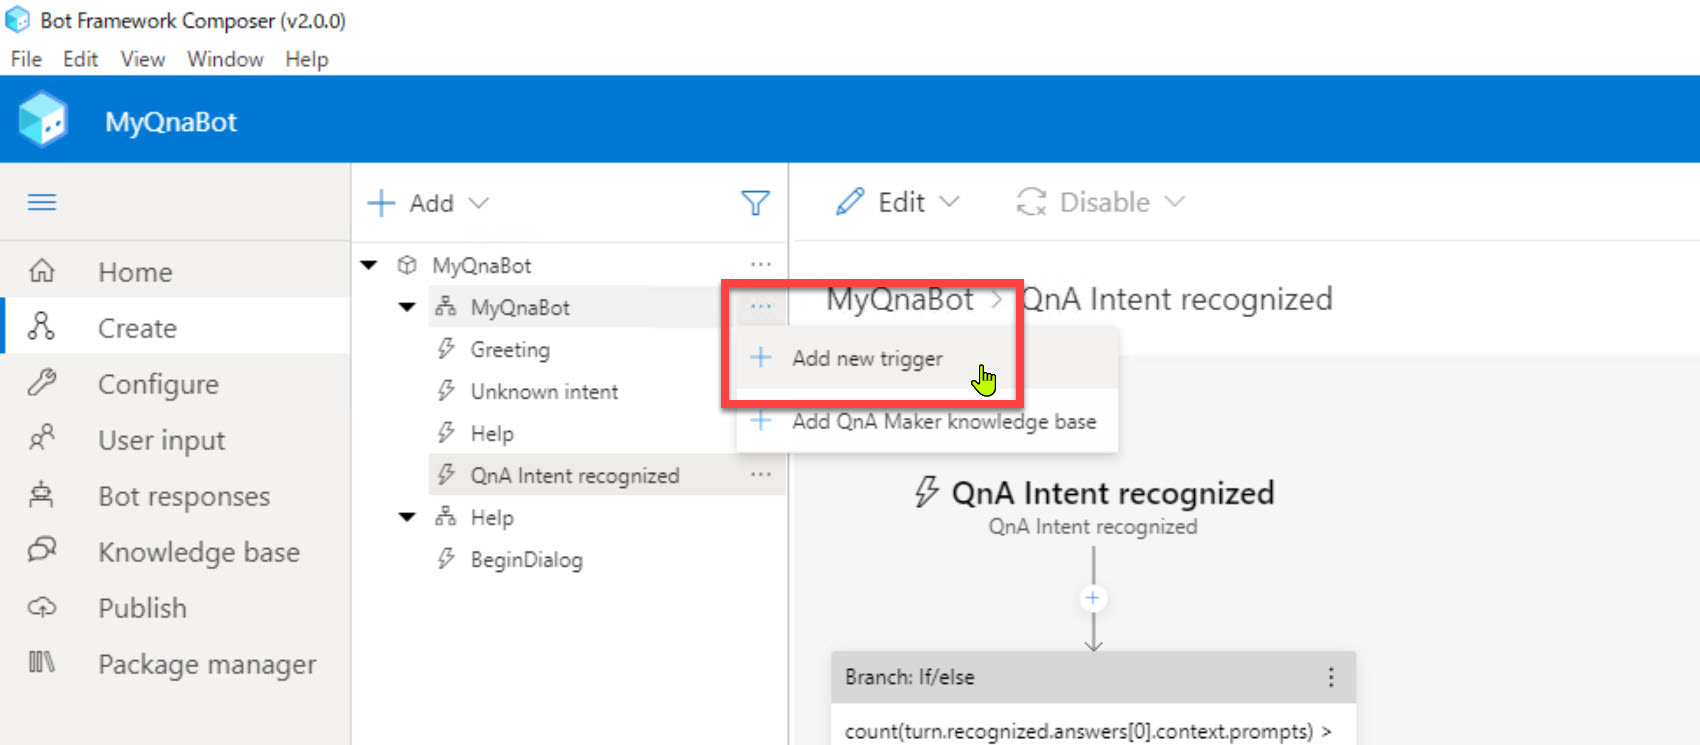 Bot Framework Composer (v2.0.0)
File Edit View Window Help
MyQnaBot
Add
Edit
Disable
Home
Create
Configure
User input
Bot responses
Knowledge base
Publish
Package manager
MyQnaBot
MyQnaBot
Greeting
Unknown intent
Help
QnA Intent recognized
Help
BeginDialog
MyQnaBot > QnA Intent recognized
Add new trigger
Add QnA Maker knowledge base
QnA Intent recognized
QnA Intent recognized
Branch: If/else
count(turn.recognized.answers[0].context.prompts) >